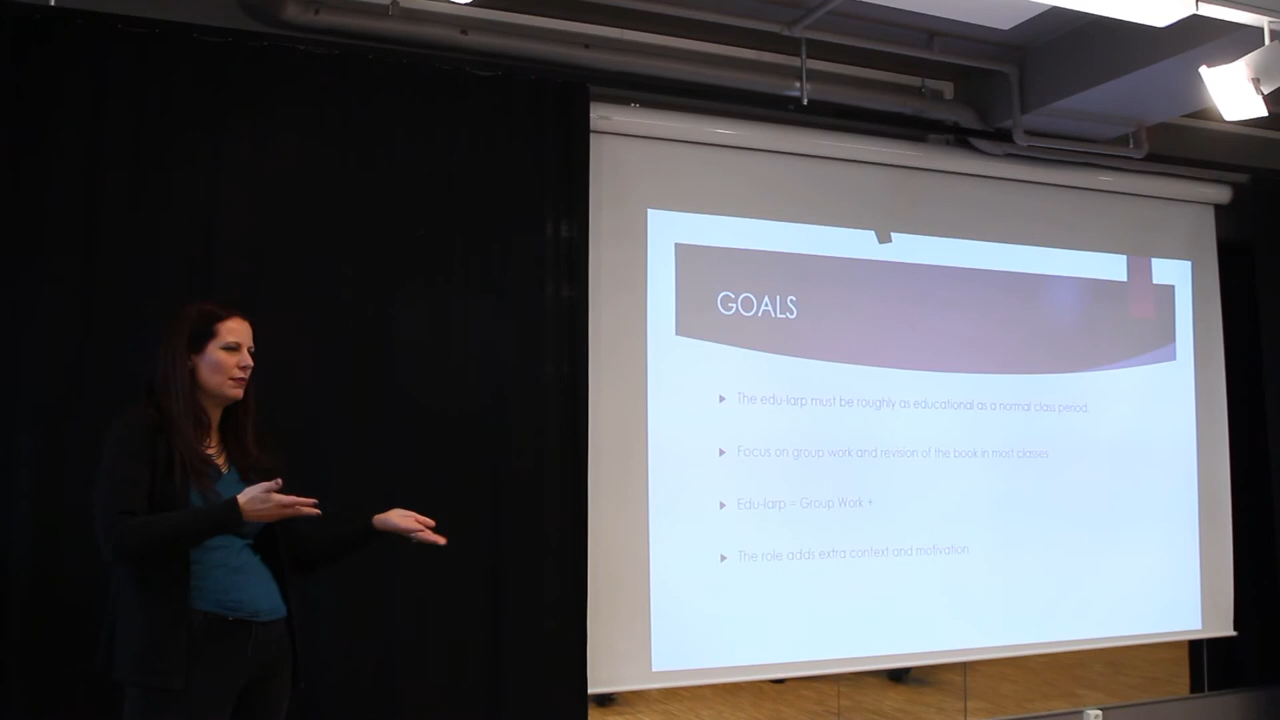 GOALS
The edu-larp must be roughly as educational as a normal class period.
Focus on group work and revision of the book in most classes
Edu-larp = Group Work +
The role adds extra context and motivation